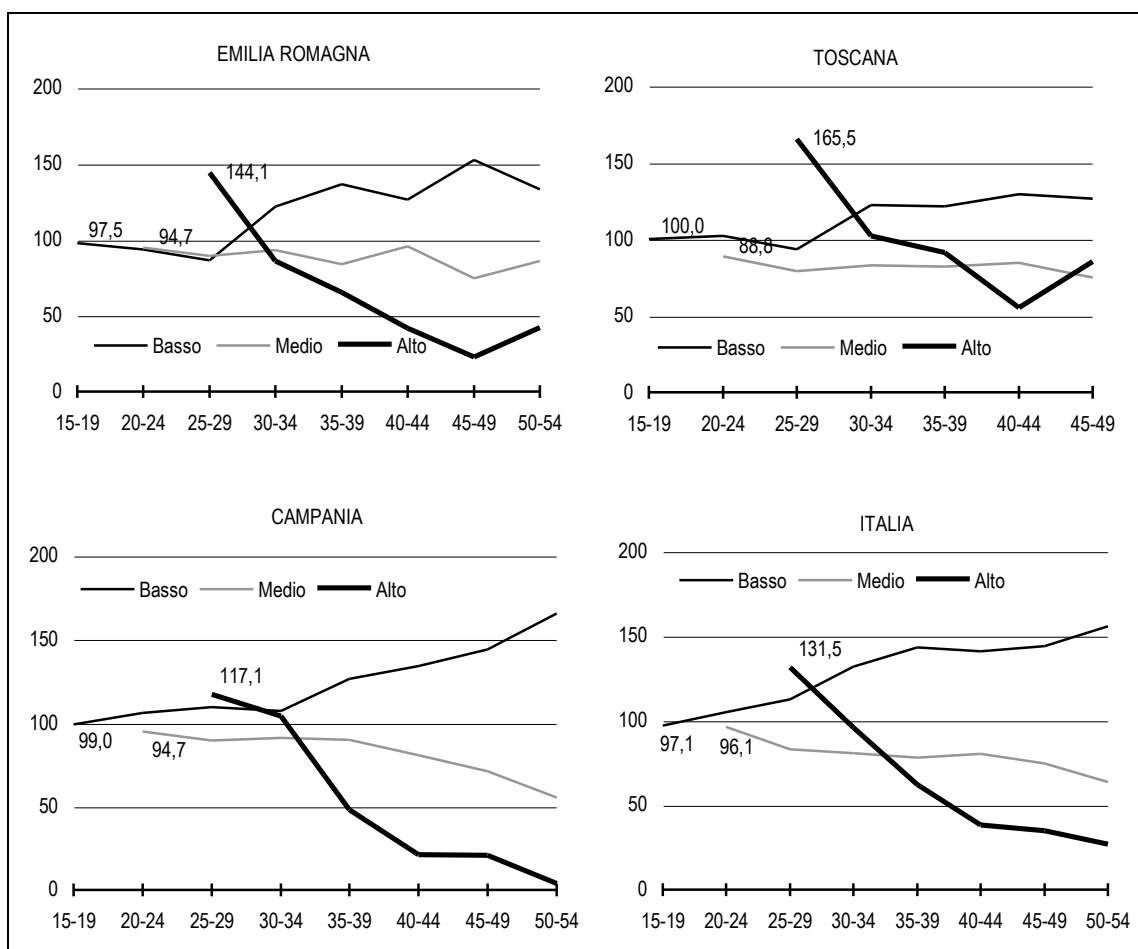 EMILIA ROMAGNA
200
150
100
50
0
97,5
94,7
144,1
Basso Medio Alto
15-19 20-24 25-29 30-34 35-39 40-44 45-49 50-54
TOSCANA
200
150
100
50
0
100,0
88,8
165,5
Basso Medio Alto
15-19 20-24 25-29 30-34 35-39 40-44 45-49
CAMPANIA
200
150
100
50
0
Basso Medio Alto
117,1
99,0
94,7
15-19 20-24 25-29 30-34 35-39 40-44 45-49 50-54
ITALIA
200
150
100
50
0
Basso Medio Alto
131,5
97,1
96,1
15-19 20-24 25-29 30-34 35-39 40-44 45-49 50-54